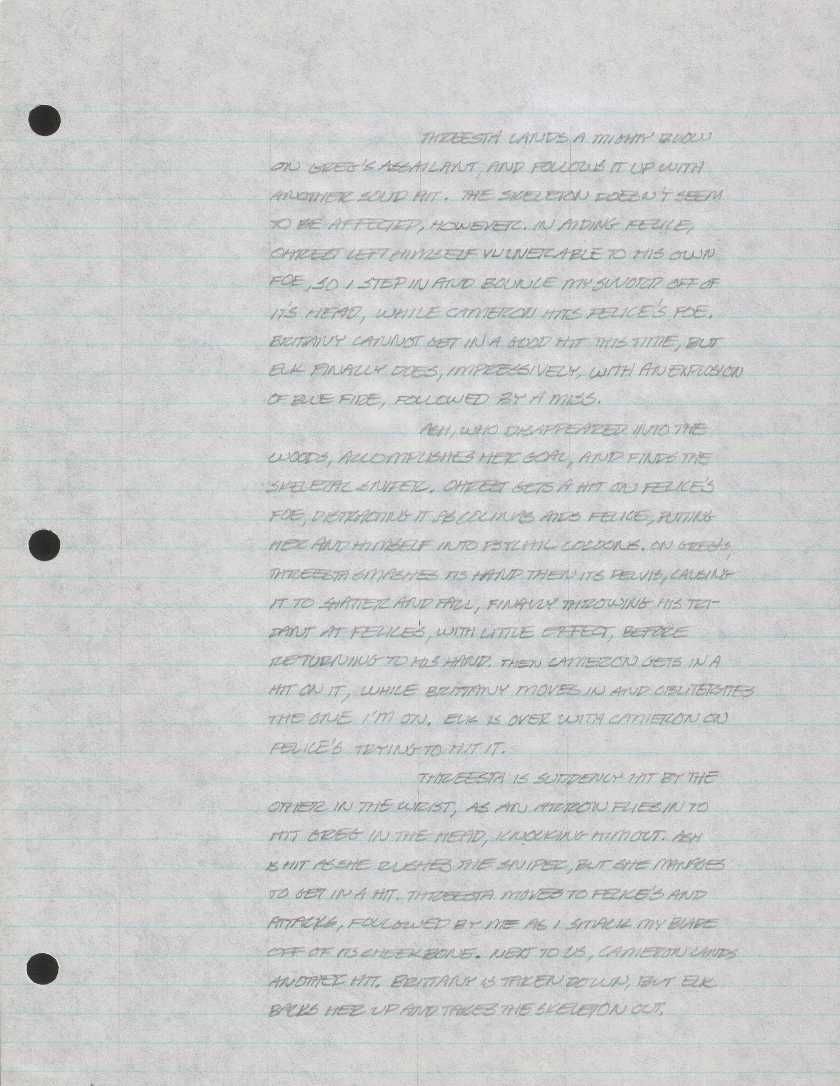 THREESTA LANDS A MIGHTY BLOW
ON GREG'S ASSAILANT, AND FOLLOWS IT UP WITH
ANOTHER SOLID HIT. THE SKELETON DOESN'T SEEM
TO BE AFFECTED, HOWEVER. IN AIDING FELICE,
OHREET LEFT HIMSELF VULNERABLE TO HIS OWN
FOE, SO I STEP IN AND BOUNCE MY SWORD OFF OF
IT'S HEAD, WHILE CAMERON HITS FELICE'S FOE.
BRITTANY CANNOT GET IN A GOOD HIT THIS TIME, BUT
ELK FINALLY DOES, IMPRESSIVELY, WITH AN EXPLOSION
OF BLUE FIRE, FOLLOWED BY A MISS.
ASH, WHO DISAPPEARED INTO THE
WOODS, ACCOMPLISHES HER GOAL, AND FINDS THE
SKELETAL SNIPER. OHREET GETS A HIT ON FELICE'S
FOE, DISTRACTING IT AS COLINAS AIDS FELICE, PUTTING
HER AND HIMSELF INTO PSYCHIC COCOONS. ON GREG'S,
THREESTA SMASHES ITS HAND THEN ITS PELVIS, CAUSING
IT TO SHATTER AND FALL, FINALLY THROWING HIS TRI-
DANT AT FELICE'S, WITH LITTLE EFFECT, BEFORE
RETURNING TO HIS HAND. THEN CAMERON GETS IN A
HIT ON IT, WHILE BRITTANY MOVES IN AND OBLITERATES
THE ONE I'M ON. ELK IS OVER WITH CAMERON ON
FELICE'S TRYING TO HIT IT.
THREESTA IS SUDDENLY HIT BY THE
OTHER IN THE WRIST, AS AN ARROW FLIES IN TO
HIT GREG IN THE HEAD, KNOCKING HIM OUT. ASH
IS HIT AS SHE RUSHES THE SNIPER, BUT SHE MANAGES
TO GET IN A HIT. THREESTA MOVES TO FELICE'S AND
ATTACKS, FOLLOWED BY ME AS I SMACK MY BLADE
OFF OF ITS CHEEKBONE. NEXT TO US, CAMERON LANDS
ANOTHER HIT. BRITTANY IS TAKEN DOWN, BUT ELK
BACKS HER UP AND TAKES THE SKELETON OUT.